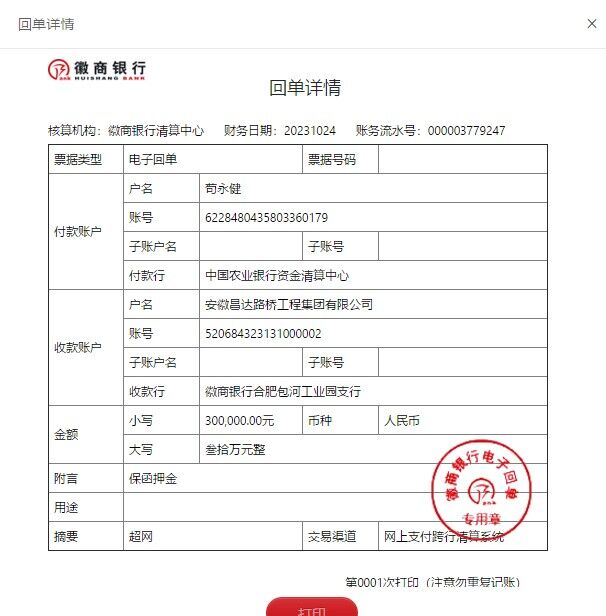 回单详情
×
徽商银行
HUISHANG BANK
回单详情
核算机构：徽商银行清算中心 财务日期：20231024 账务流水号：000003779247
票据类型 电子回单 票据号码
付款账户
户名 苟永健
账号 6228480435803360179
子账户名 子账号
付款行 中国农业银行资金清算中心
收款账户
户名 安徽昌达路桥工程集团有限公司
账号 520684323131000002
子账户名 子账号
收款行 徽商银行合肥包河工业园支行
金额
小写 300,000.00元 币种 人民币
大写 叁拾万元整
附言 保函押金
用途
摘要 超网 交易渠道 网上支付跨行清算系统
徽商银行电子回单
专用章
第0001次打印（注意勿重复记账）
打印